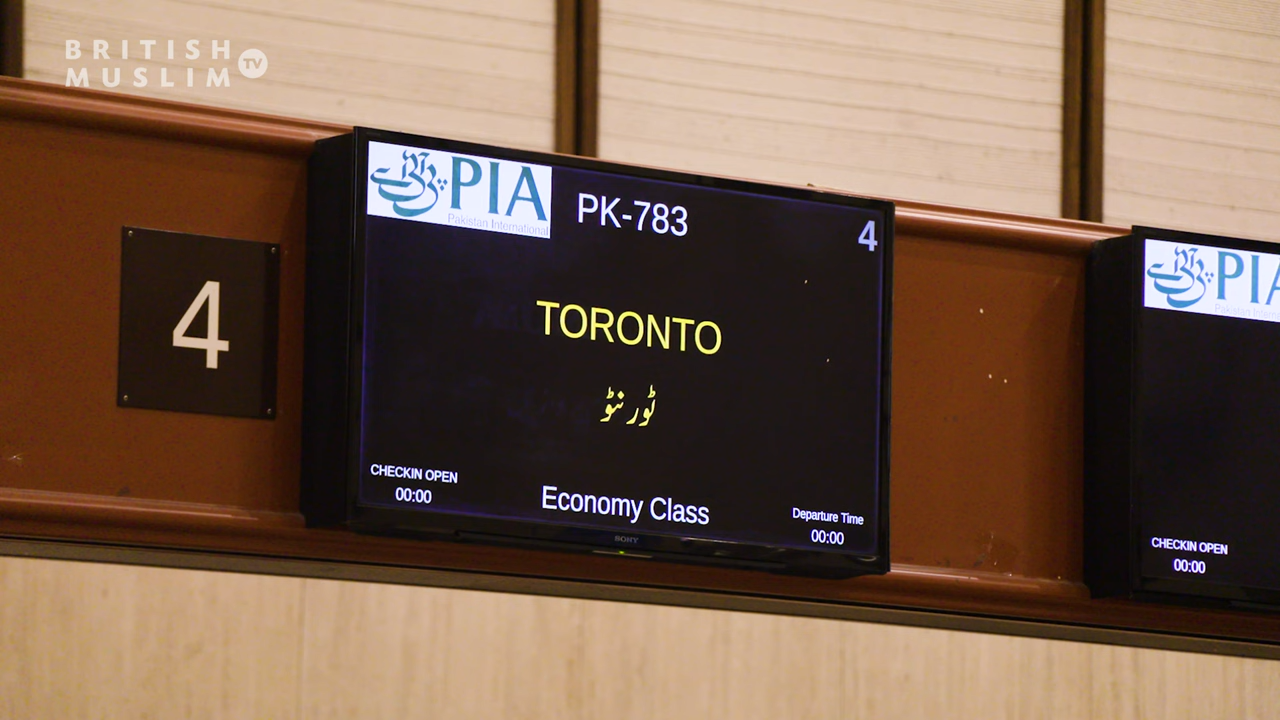 BRITISH
MUSLIM TV
4
PIA
Pakistan International
PK-783
4
TORONTO
ٹورنٹو
CHECKIN OPEN
00:00
Economy Class
Departure Time
00:00
SONY
PIA
Pakistan
CHECKIN OPEN
00:00